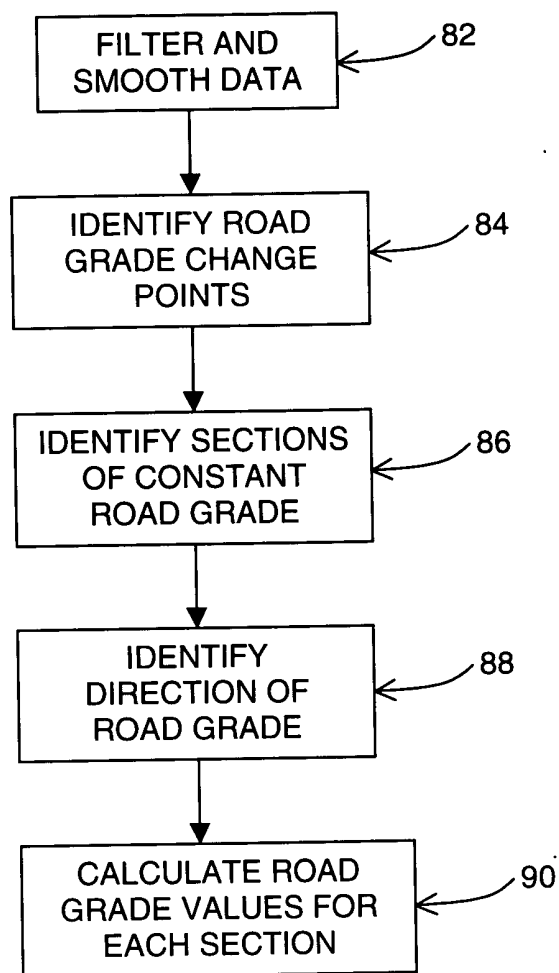 FILTER AND
SMOOTH DATA
82
IDENTIFY ROAD
GRADE CHANGE
POINTS
84
IDENTIFY SECTIONS
OF CONSTANT
ROAD GRADE
86
IDENTIFY
DIRECTION OF
ROAD GRADE
88
CALCULATE ROAD
GRADE VALUES FOR
EACH SECTION
90